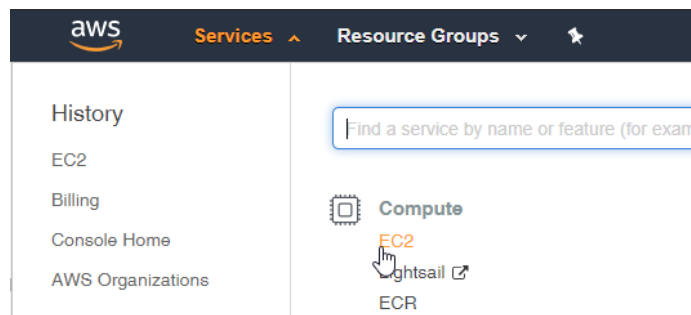 aws Services Resource Groups
History
Find a service by name or feature (for exam
EC2
Billing
Console Home
AWS Organizations
Compute
EC2
Lightsail
ECR